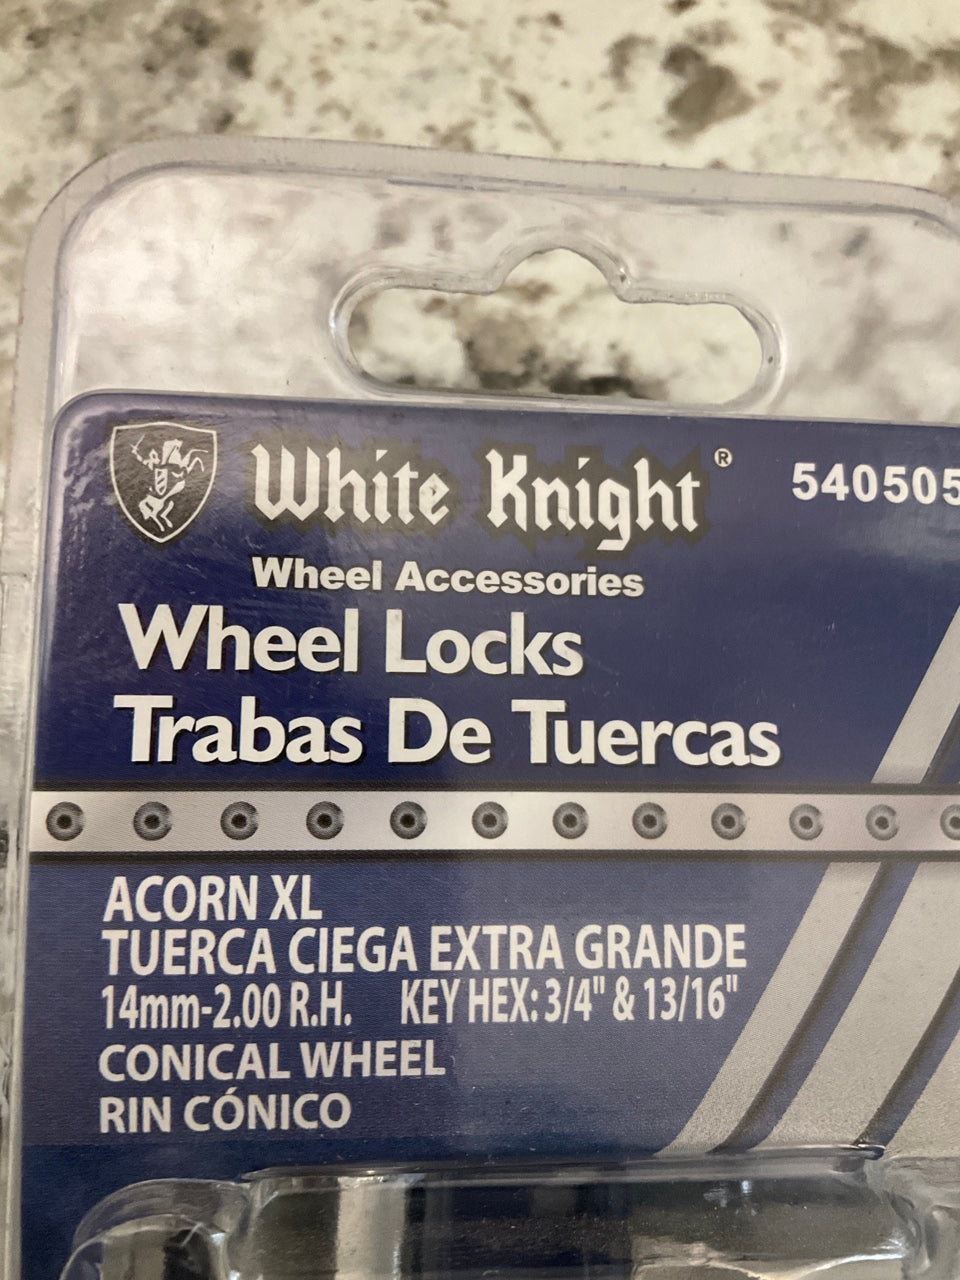 White Knight®
540505
Wheel Accessories
Wheel Locks
Trabas De Tuercas
ACORN XL
TUERCA CIEGA EXTRA GRANDE
14mm-2.00 R.H. KEY HEX: 3/4" & 13/16"
CONICAL WHEEL
RIN CÓNICO